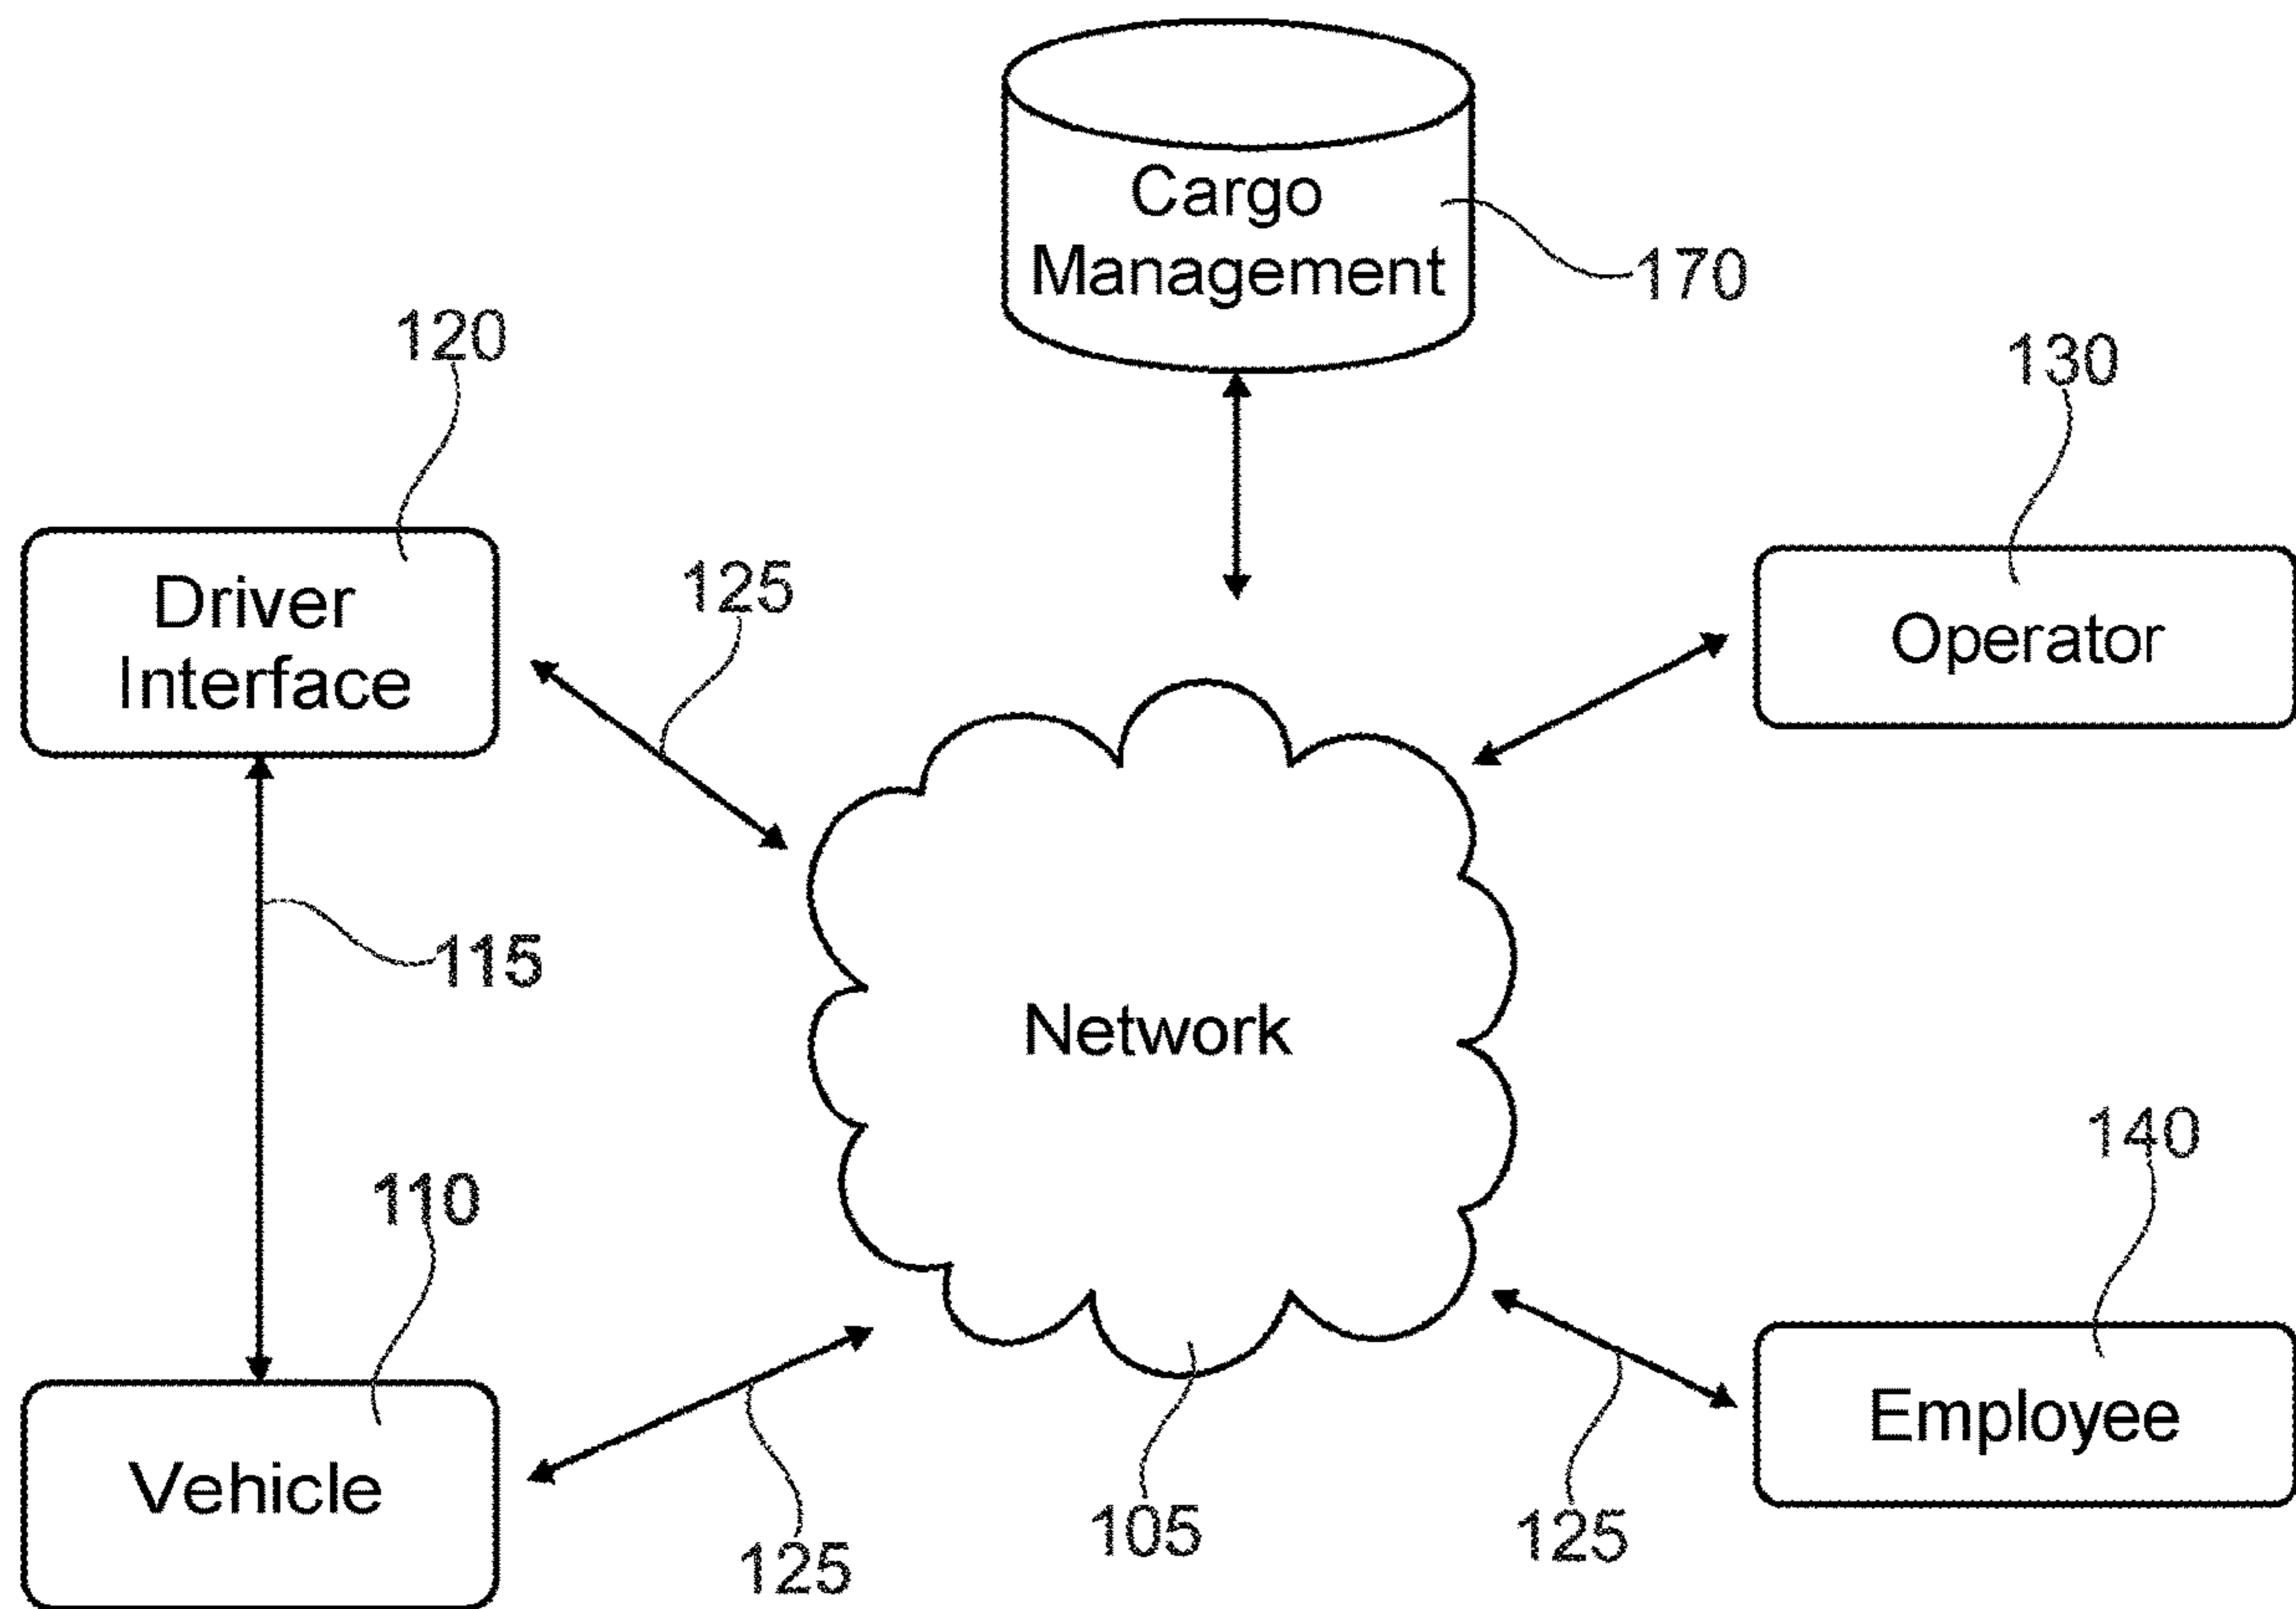 Cargo
Management
170
120
130
Driver
Interface
125
Operator
115
Network
110
140
Vehicle
Employee
125
105
125